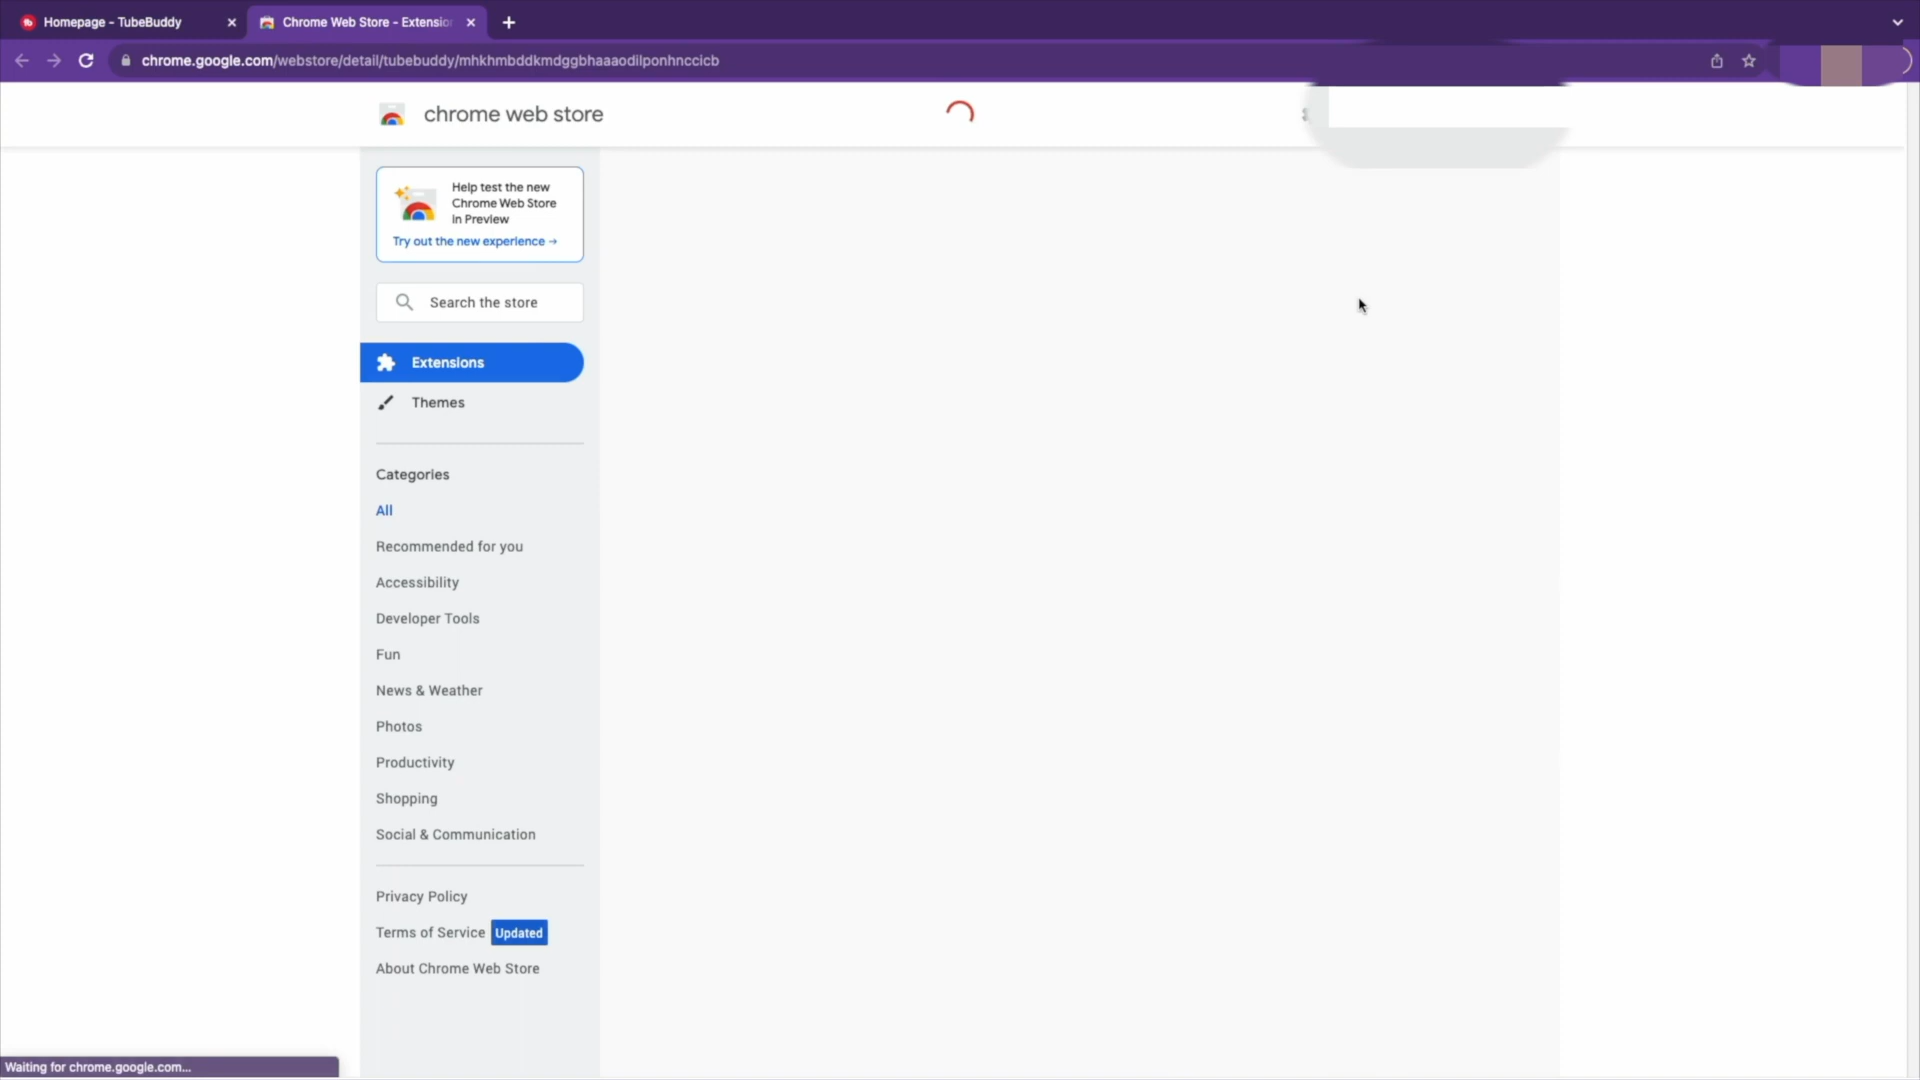 Homepage - TubeBuddy
Chrome Web Store - Extensio
chrome.google.com/webstore/detail/tubebuddy/mhkhmbddkmdggbhaaaodilponhnccicb
chrome web store
Help test the new
Chrome Web Store
in Preview
Try out the new experience →
Search the store
Extensions
Themes
Categories
All
Recommended for you
Accessibility
Developer Tools
Fun
News & Weather
Photos
Productivity
Shopping
Social & Communication
Privacy Policy
Terms of Service Updated
About Chrome Web Store
Waiting for chrome.google.com...